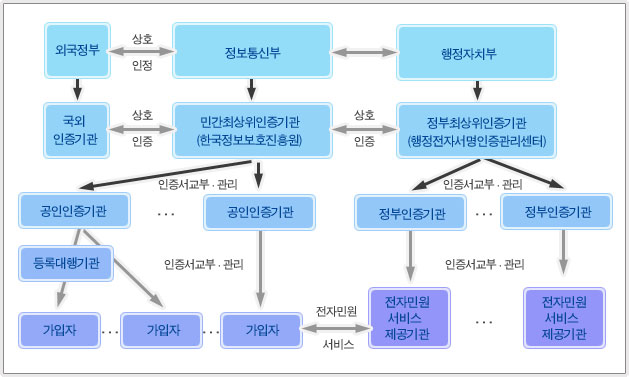 외국정부
상호
인정
정보통신부
행정자치부
국외
인증기관
상호
인증
민간최상위인증기관
(한국정보보호진흥원)
상호
인증
정부최상위인증기관
(행정전자서명인증관리센터)
인증서교부 · 관리
인증서교부 · 관리
공인인증기관
...
공인인증기관
정부인증기관
...
정부인증기관
등록대행기관
인증서교부 · 관리
인증서교부 · 관리
가입자
...
가입자
...
가입자
전자민원
서비스
전자민원
서비스
제공기관
...
전자민원
서비스
제공기관